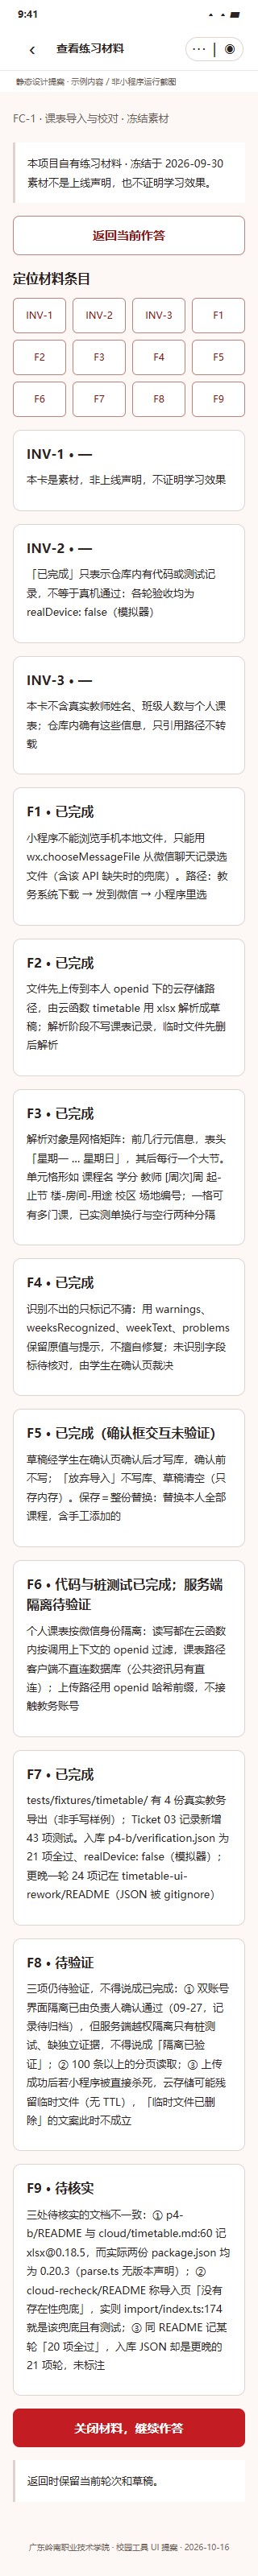 9:41
查看练习材料
静态设计提案 · 示例内容 / 非小程序运行截图
FC-1 · 课表导入与校对 · 冻结素材
本项目自有练习材料 · 冻结于 2026-09-30
素材不是上线声明，也不证明学习效果。
返回当前作答
定位材料条目
INV-1 INV-2 INV-3 F1
F2 F3 F4 F5
F6 F7 F8 F9
INV-1 • —
本卡是素材，非上线声明，不证明学习效果
INV-2 • —
「已完成」只表示仓库内有代码或测试记
录，不等于真机通过：各轮验收均为
realDevice: false（模拟器）
INV-3 • —
本卡不含真实教师姓名、班级人数与个人课
表；仓库内确有这些信息，只引用路径不转
载
F1 • 已完成
小程序不能浏览手机本地文件，只能用
wx.chooseMessageFile 从微信聊天记录选
文件（含该 API 缺失时的兜底）。路径：教
务系统下载 → 发到微信 → 小程序里选
F2 • 已完成
文件先上传到本人 openid 下的云存储路
径，由云函数 timetable 用 xlsx 解析成草
稿；解析阶段不写课表记录，临时文件先删
后解析
F3 • 已完成
解析对象是网格矩阵：前几行元信息，表头
「星期一 … 星期日」，其后每行一个大节。
单元格形如 课程名 学分 教师 [周次]周 起-
止节 楼-房间-用途 校区 场地编号；一格可
有多门课，已实测单换行与空行两种分隔
F4 • 已完成
识别不出的只标记不猜：用 warnings、
weeksRecognized、weekText、problems
保留原值与提示，不擅自修复；未识别字段
标待核对，由学生在确认页裁决
F5 • 已完成（确认框交互未验证）
草稿经学生在确认页确认后才写库，确认前
不写；「放弃导入」不写库、草稿清空（只
存内存）。保存＝整份替换：替换本人全部
课程，含手工添加的
F6 • 代码与桩测试已完成；服务端
隔离待验证
个人课表按微信身份隔离：读写都在云函数
内按调用上下文的 openid 过滤，课表路径
客户端不直连数据库（公共资讯另有直
连）；上传路径用 openid 哈希前缀，不接
触教务账号
F7 • 已完成
tests/fixtures/timetable/ 有 4 份真实教务
导出（非手写样例）；Ticket 03 记录新增
43 项测试。入库 p4-b/verification.json 为
21 项全过、realDevice: false（模拟器）；
更晚一轮 24 项记在 timetable-ui-
rework/README（JSON 被 gitignore）
F8 • 待验证
三项仍待验证，不得说成已完成：① 双账号
界面隔离已由负责人确认通过（09-27，记
录待归档），但服务端越权隔离只有桩测
试、缺独立证据，不得说成「隔离已验
证」；② 100 条以上的分页读取；③ 上传
成功后若小程序被直接杀死，云存储可能残
留临时文件（无 TTL），「临时文件已删
除」的文案此时不成立
F9 • 待核实
三处待核实的文档不一致：① p4-
b/README 与 cloud/timetable.md:60 记
xlsx@0.18.5，而实际两份 package.json 均
为 0.20.3（parse.ts 无版本声明）；②
cloud-recheck/README 称导入页「没有
存在性兜底」，实则 import/index.ts:174
就是该兜底且有测试；③ 同 README 记某
轮「20 项全过」，入库 JSON 却是更晚的
21 项轮，未标注
关闭材料，继续作答
返回时保留当前轮次和草稿。
广东岭南职业技术学院 · 校园工具 UI 提案 · 2026-10-16